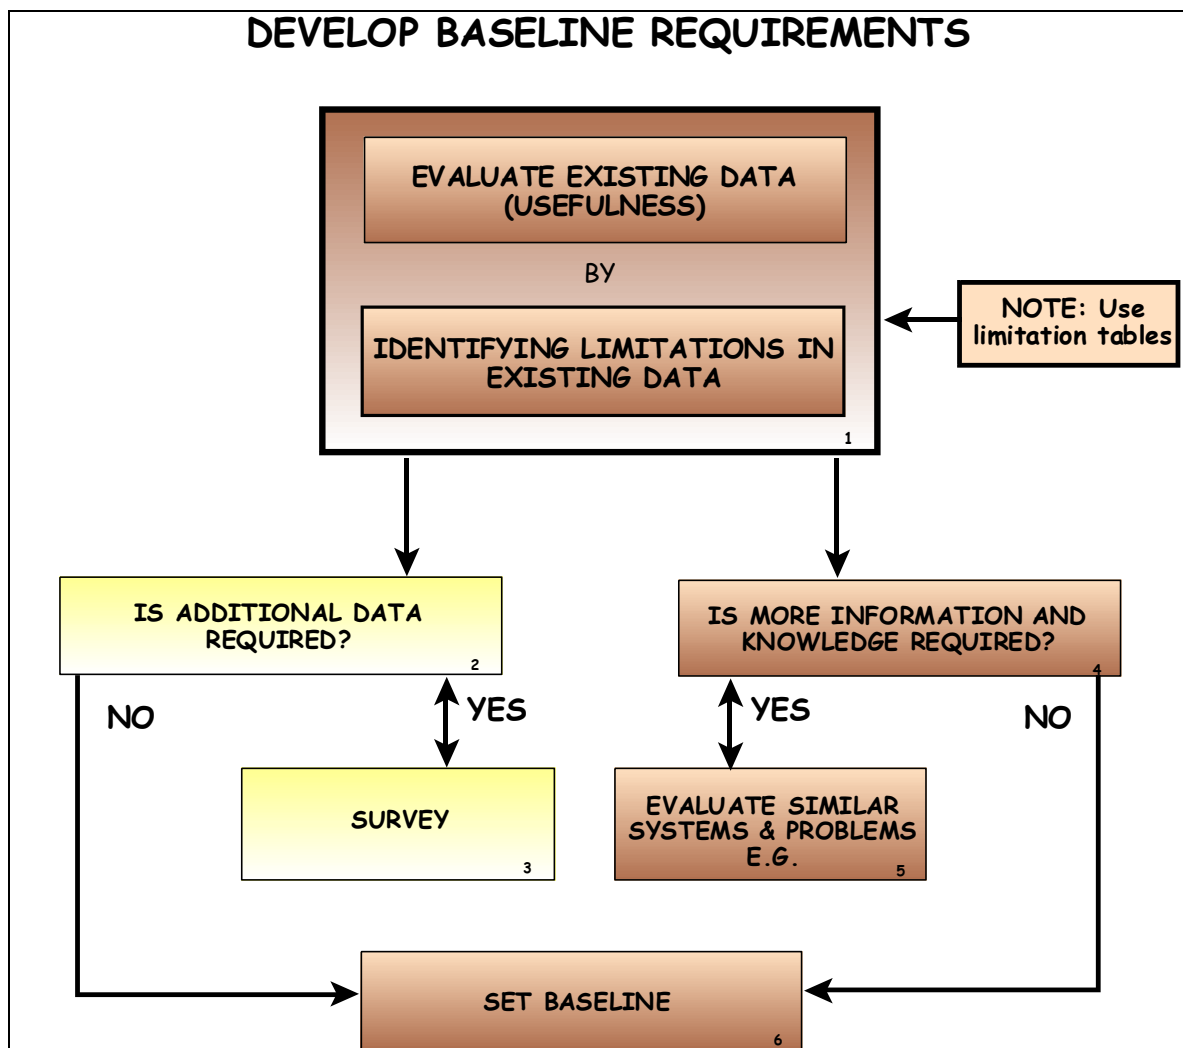 DEVELOP BASELINE REQUIREMENTS
EVALUATE EXISTING DATA
(USEFULNESS)
BY
IDENTIFYING LIMITATIONS IN
EXISTING DATA
1
NOTE: Use
limitation tables
IS ADDITIONAL DATA
REQUIRED?
2
IS MORE INFORMATION AND
KNOWLEDGE REQUIRED?
4
NO
YES
YES
NO
SURVEY
3
EVALUATE SIMILAR
SYSTEMS & PROBLEMS
E.G.
5
SET BASELINE
6